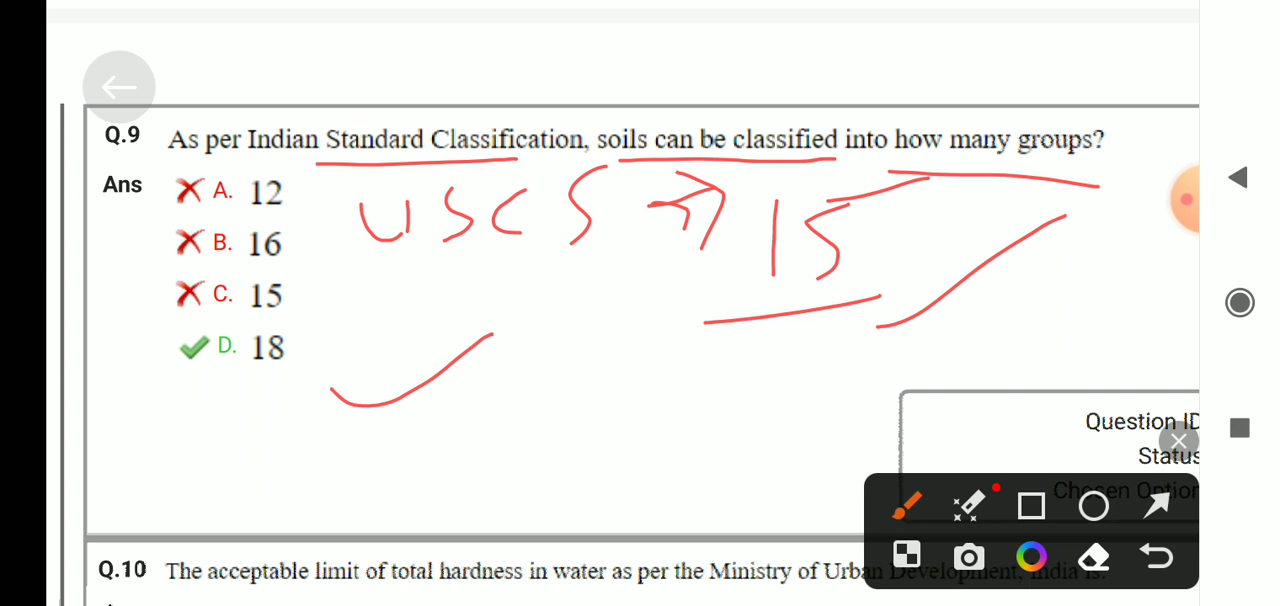 Q.9 As per Indian Standard Classification, soils can be classified into how many groups?
Ans A. 12
B. 16
C. 15
D. 18
USCS → 15
Question ID
Status
Chosen Option
Q.10 The acceptable limit of total hardness in water as per the Ministry of Urban Development, India is?